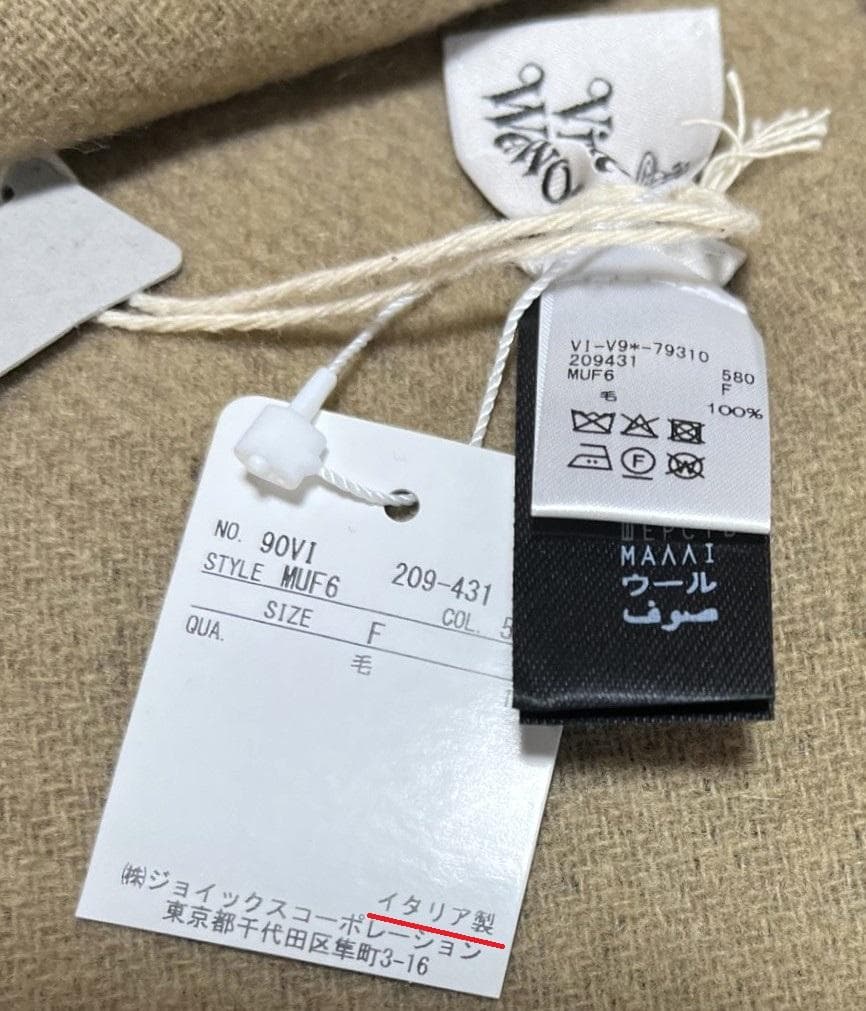 VI-V9*-79310
209431
MUF6 580
F
毛 100%
F
W
ΜΑΛΛΙ
ウール
صوف
NO. 90VI 209-431
STYLE MUF6 COL. 5
SIZE F
QUA. 毛
イタリア製
(株)ジョイックスコーポレーション
東京都千代田区隼町3-16